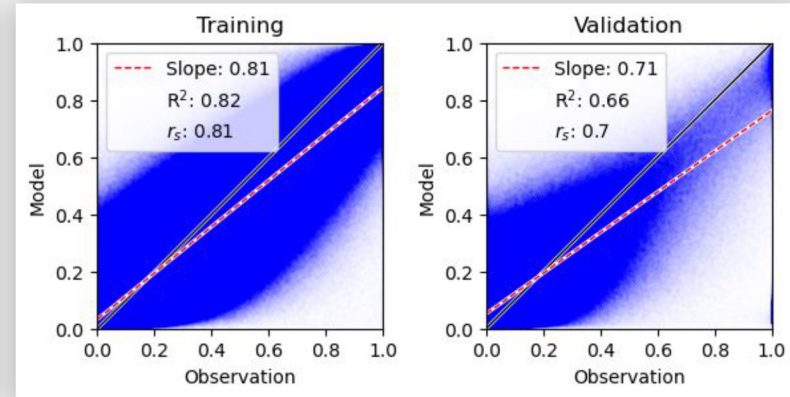 Training
Model
1.0
0.8
0.6
0.4
0.2
0.0
Slope: 0.81
R²: 0.82
rₛ: 0.81
0.0 0.2 0.4 0.6 0.8 1.0
Observation
Validation
Model
1.0
0.8
0.6
0.4
0.2
0.0
Slope: 0.71
R²: 0.66
rₛ: 0.7
0.0 0.2 0.4 0.6 0.8 1.0
Observation